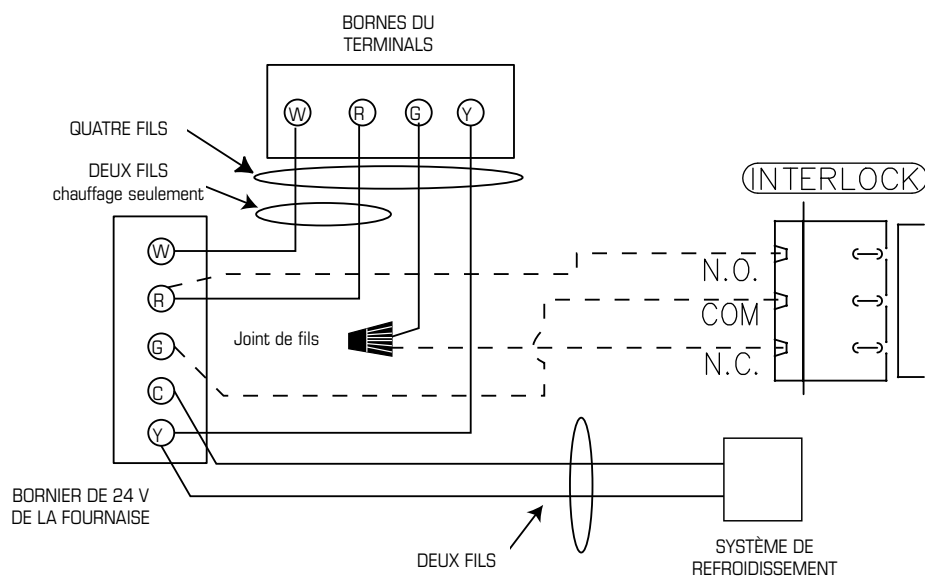 BORNES DU
TERMINALS
W R G Y
QUATRE FILS
DEUX FILS
chauffage seulement
INTERLOCK
W
R
G
C
Y
Joint de fils
N.O.
COM
N.C.
BORNIER DE 24 V
DE LA FOURNAISE
DEUX FILS
SYSTÈME DE
REFROIDISSEMENT